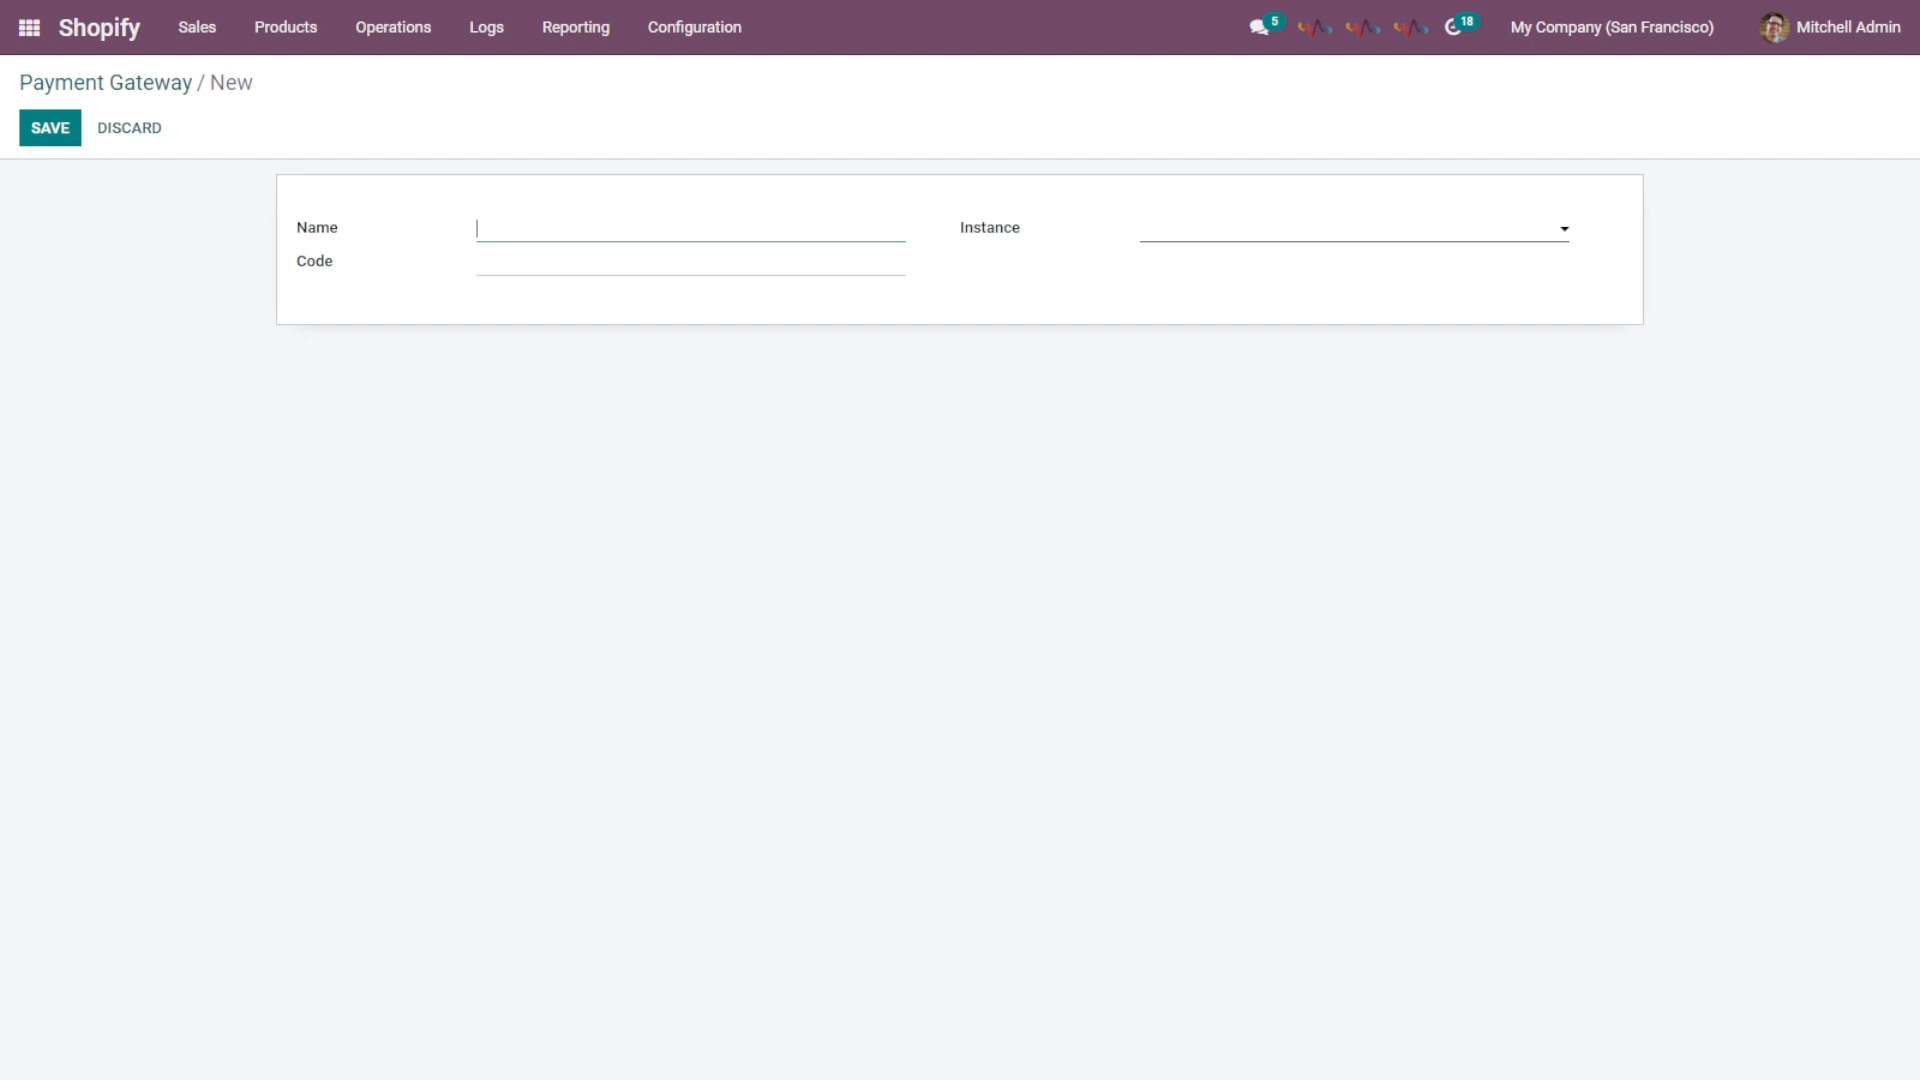 Shopify Sales Products Operations Logs Reporting Configuration 5 18 My Company (San Francisco) Mitchell Admin
Payment Gateway / New
SAVE DISCARD
Name Instance
Code